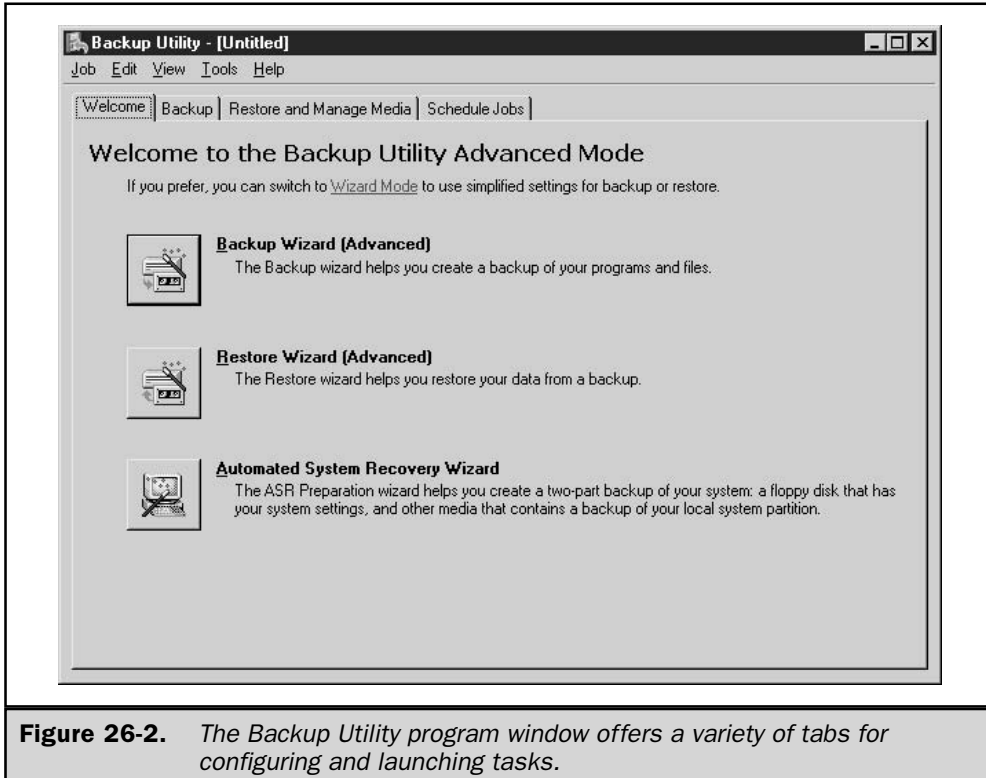 Backup Utility - [Untitled]
Job Edit View Tools Help
Welcome Backup Restore and Manage Media Schedule Jobs
Welcome to the Backup Utility Advanced Mode
If you prefer, you can switch to Wizard Mode to use simplified settings for backup or restore.
Backup Wizard (Advanced)
The Backup wizard helps you create a backup of your programs and files.
Restore Wizard (Advanced)
The Restore wizard helps you restore your data from a backup.
Automated System Recovery Wizard
The ASR Preparation wizard helps you create a two-part backup of your system: a floppy disk that has
your system settings, and other media that contains a backup of your local system partition.
Figure 26-2. The Backup Utility program window offers a variety of tabs for
configuring and launching tasks.